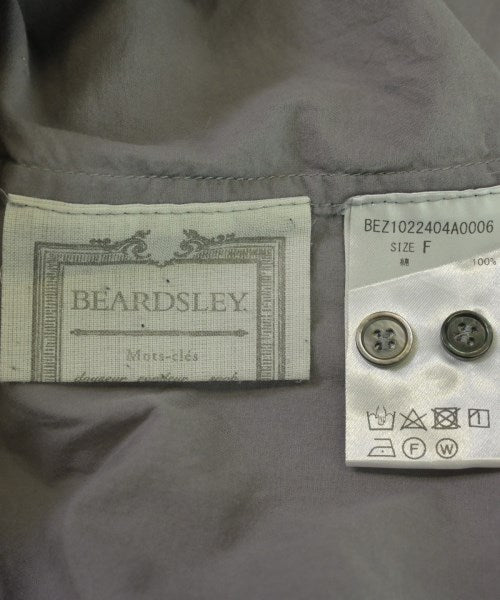 BEARDSLEY.
Mots-clés
BEZ1022404A0006
SIZE F
綿 100%
F W